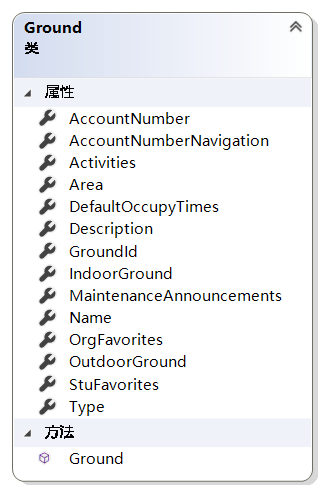 Ground
类
属性
AccountNumber
AccountNumberNavigation
Activities
Area
DefaultOccupyTimes
Description
GroundId
IndoorGround
MaintenanceAnnouncements
Name
OrgFavorites
OutdoorGround
StuFavorites
Type
方法
Ground